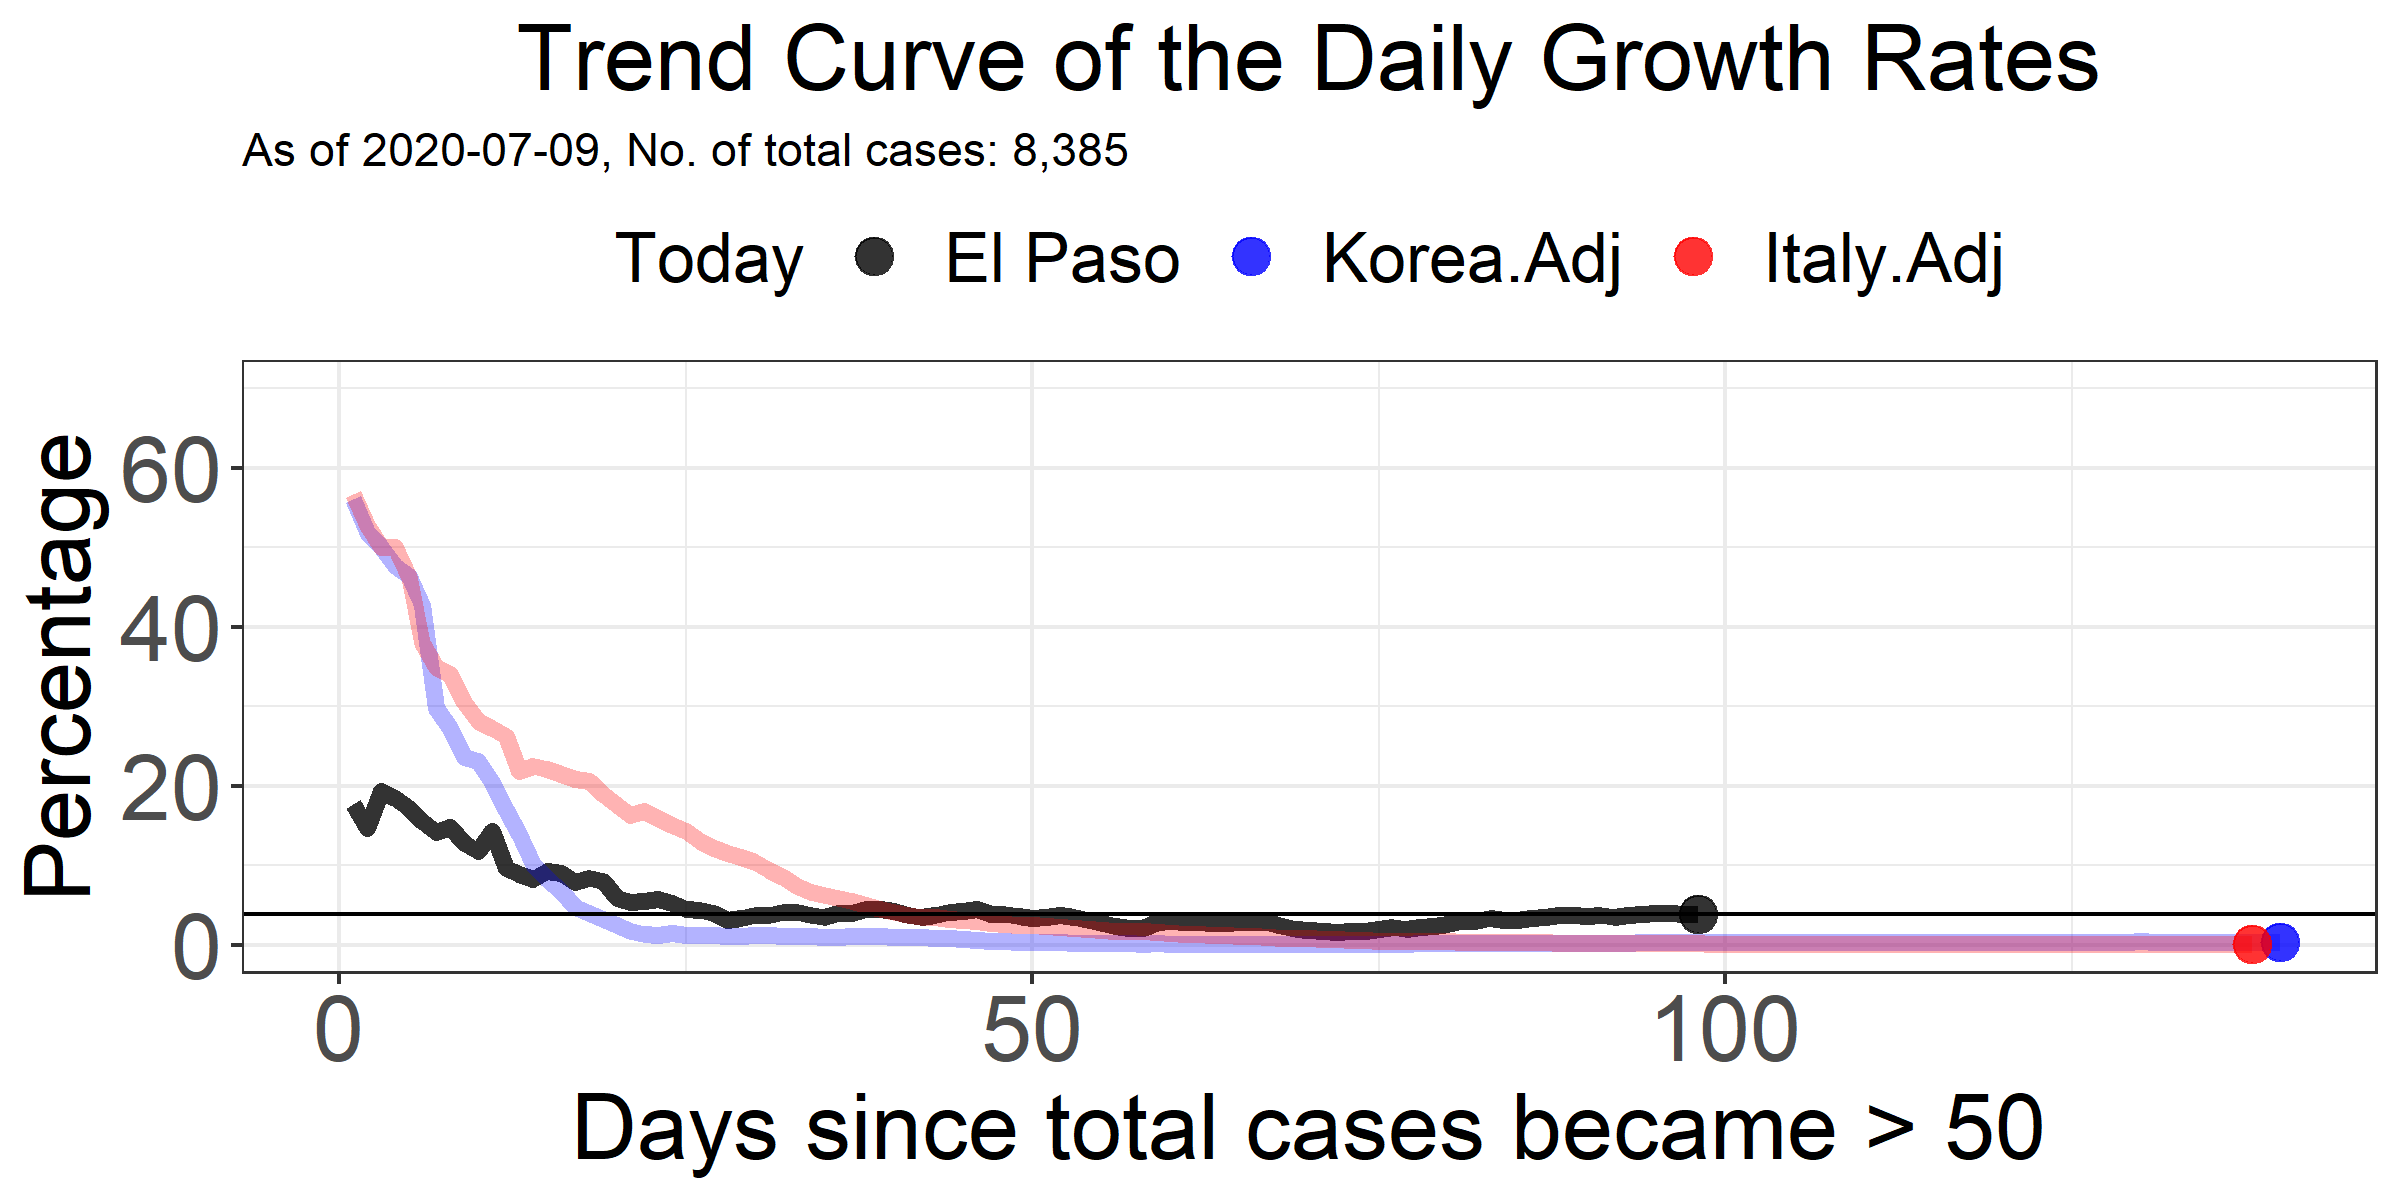 Trend Curve of the Daily Growth Rates
As of 2020-07-09, No. of total cases: 8,385
Today El Paso Korea.Adj Italy.Adj
Percentage
60
40
20
0
0 50 100
Days since total cases became > 50